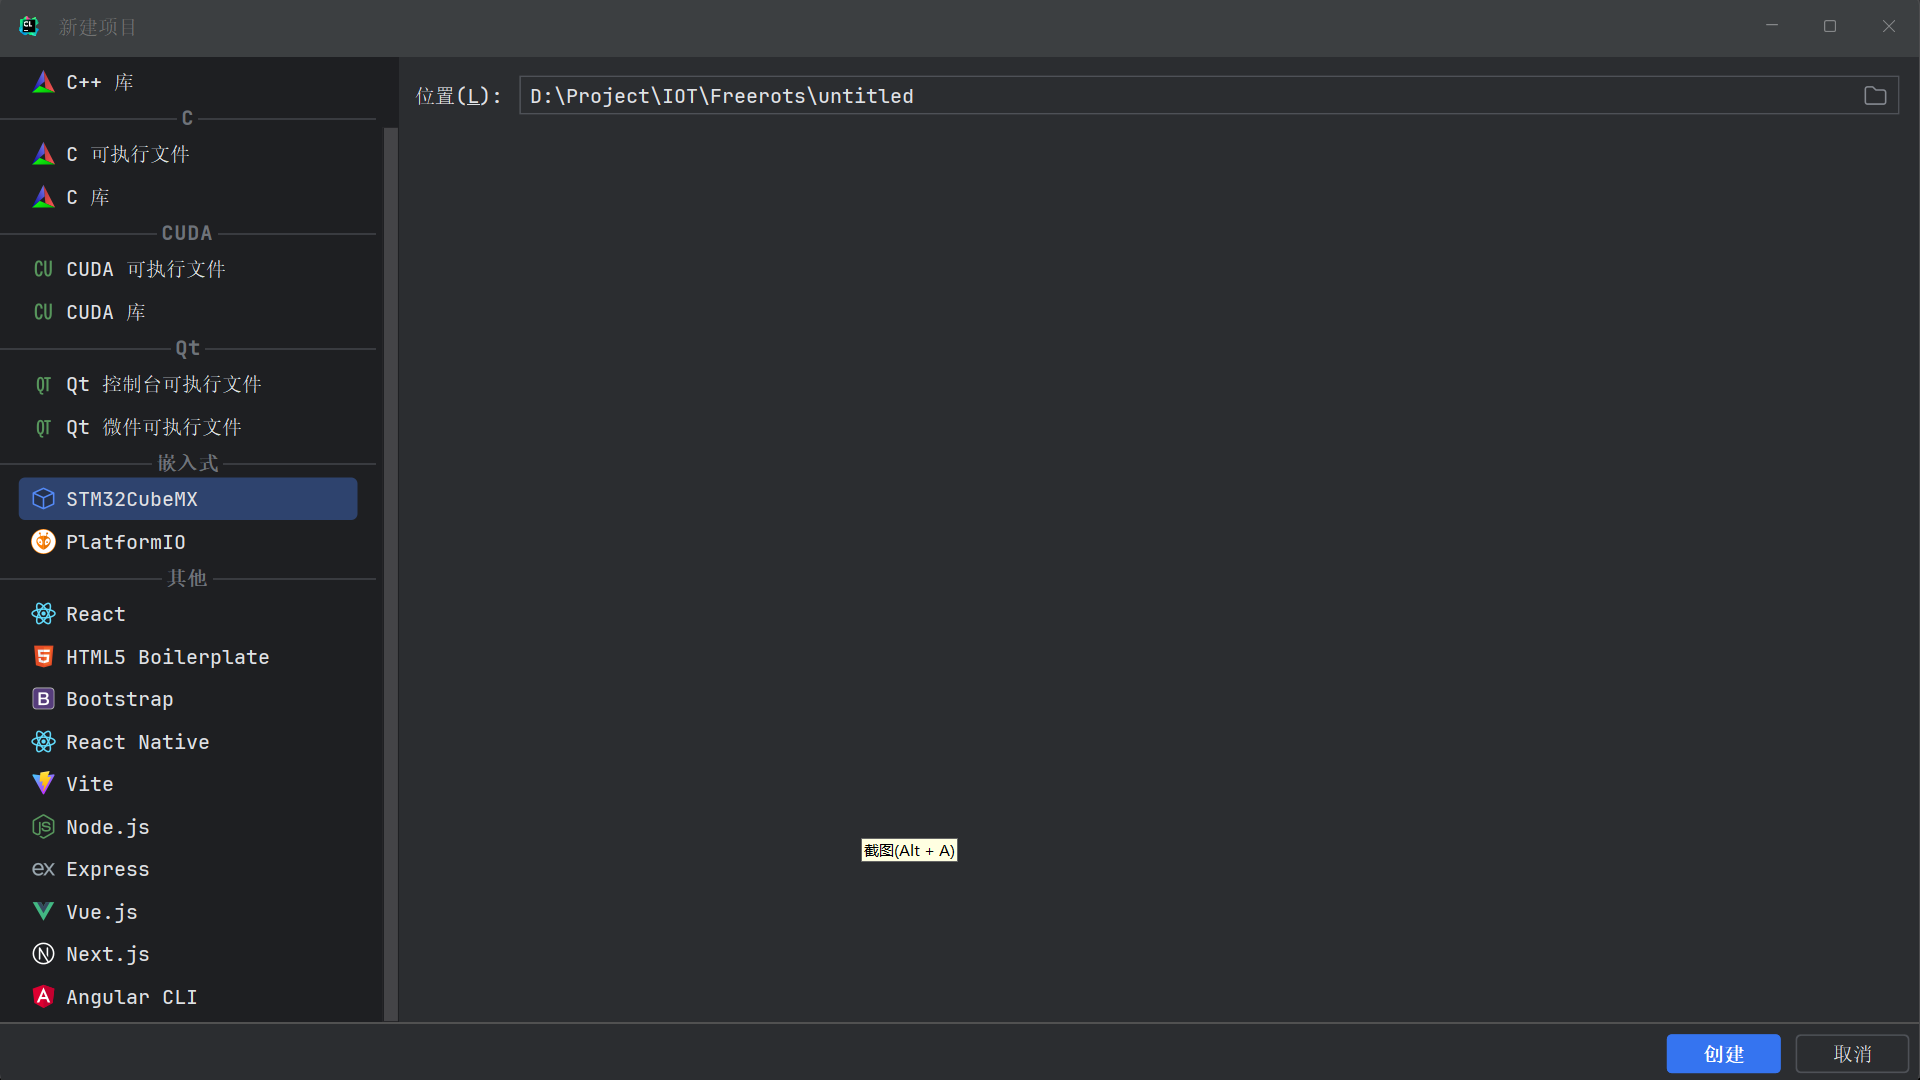 新建项目
C++ 库
C
C 可执行文件
C 库
CUDA
CU CUDA 可执行文件
CU CUDA 库
Qt
QT Qt 控制台可执行文件
QT Qt 微件可执行文件
嵌入式
STM32CubeMX
PlatformIO
其他
React
HTML5 Boilerplate
Bootstrap
React Native
Vite
Node.js
ex Express
Vue.js
Next.js
Angular CLI
位置(L): D:\Project\IOT\Freerots\untitled
截图(Alt + A)
创建 取消